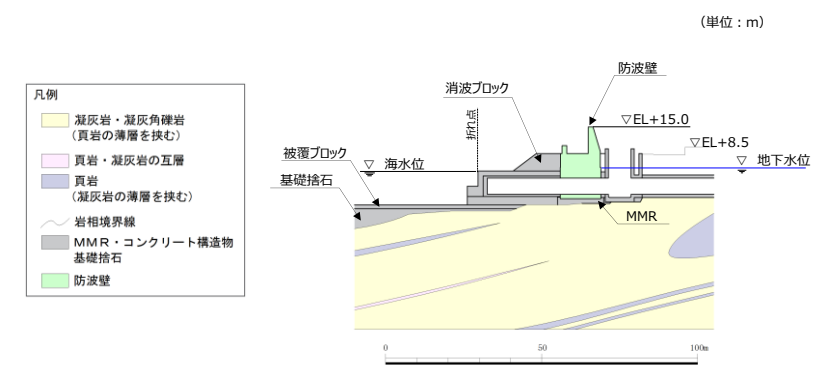 （単位：m）
凡例
凝灰岩・凝灰角礫岩
（頁岩の薄層を挟む）
頁岩・凝灰岩の互層
頁岩
（凝灰岩の薄層を挟む）
岩相境界線
ＭＭＲ・コンクリート構造物
基礎捨石
防波壁
防波壁
消波ブロック
折れ点
▽EL+15.0
▽EL+8.5
被覆ブロック
▽ 海水位
▽ 地下水位
基礎捨石
MMR
0 50 100m